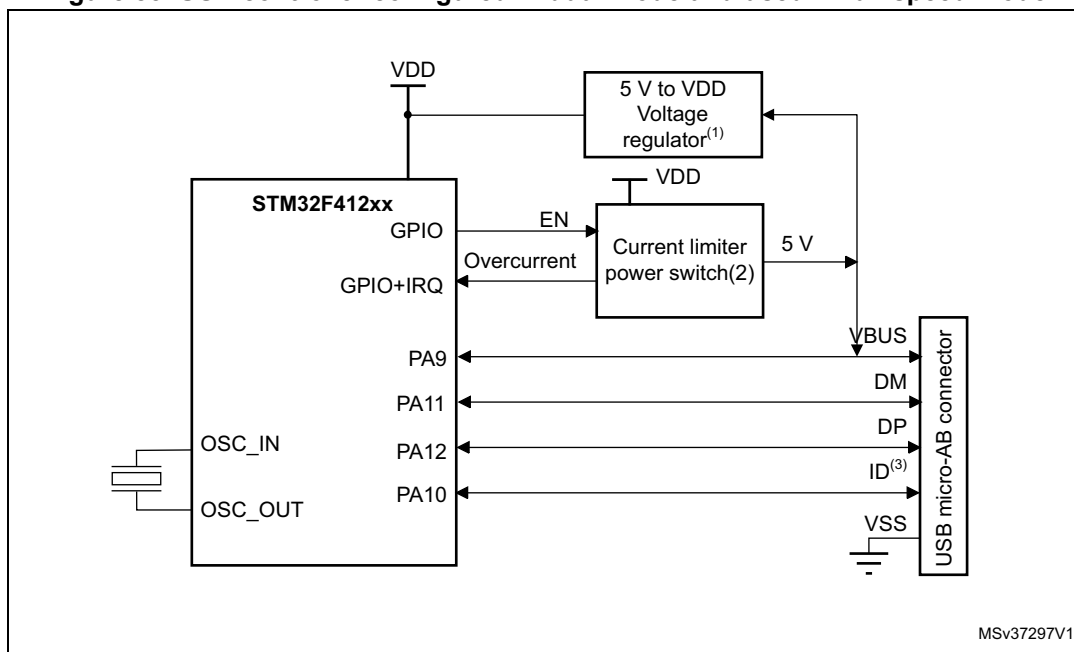 VDD
5 V to VDD
Voltage
regulator(1)
STM32F412xx
VDD
GPIO
EN
Current limiter
power switch(2)
5 V
Overcurrent
GPIO+IRQ
VBUS
PA9
DM
PA11
DP
OSC_IN
PA12
ID(3)
PA10
OSC_OUT
VSS
USB micro-AB connector
MSv37297V1